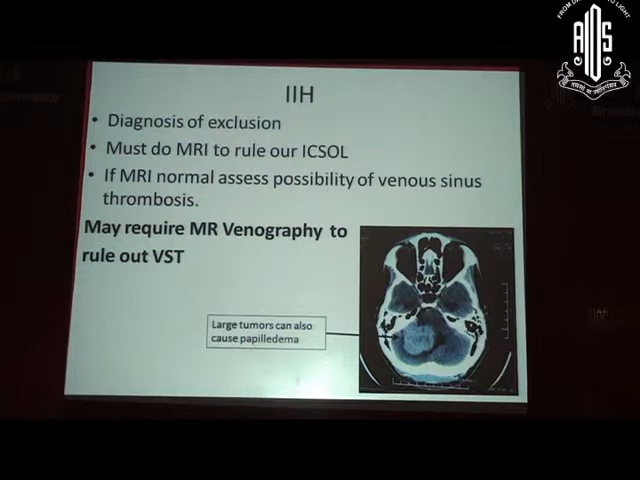 IIH
• Diagnosis of exclusion
• Must do MRI to rule our ICSOL
• If MRI normal assess possibility of venous sinus
thrombosis.
May require MR Venography to
rule out VST
Large tumors can also
cause papilledema
AIOS